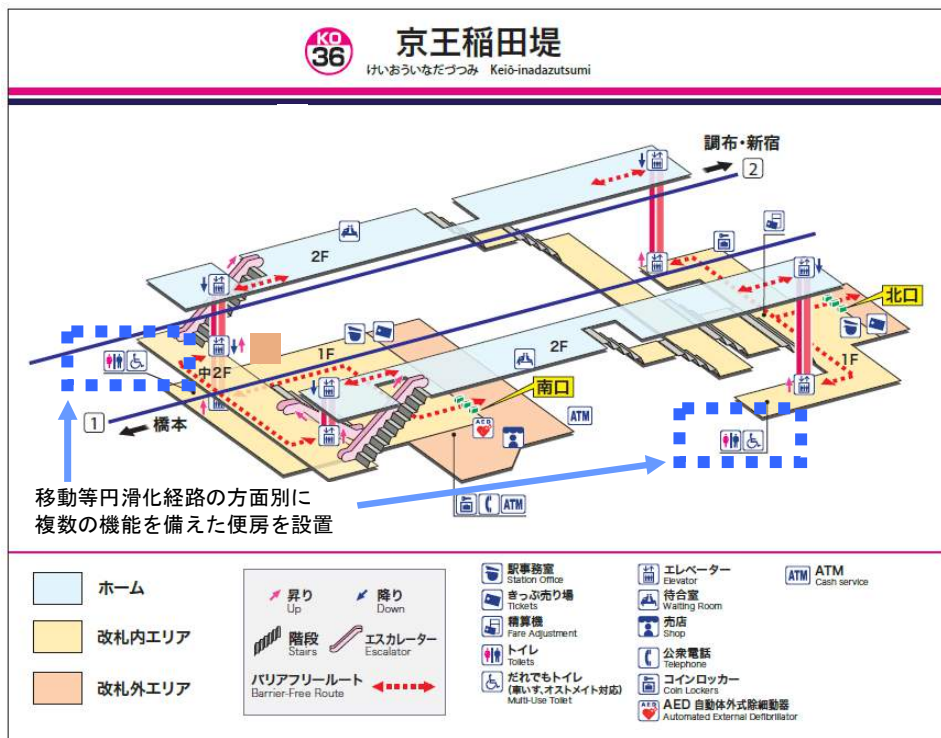 KO
36
京王稲田堤
けいおういなだづつみ Keiō-inadazutsumi
調布・新宿
2
2F
北口
1F
中2F
1F
2F
南口
AED
ATM
1
橋本
ATM
移動等円滑化経路の方面別に
複数の機能を備えた便房を設置
ホーム
改札内エリア
改札外エリア
昇り
Up
降り
Down
階段
Stairs
エスカレーター
Escalator
バリアフリールート
Barrier-Free Route
駅事務室
Station Office
きっぷ売り場
Tickets
精算機
Fare Adjustment
トイレ
Toilets
だれでもトイレ
(車いす、オストメイト対応)
Multi-Use Toilet
エレベーター
Elevator
待合室
Waiting Room
売店
Shop
公衆電話
Telephone
コインロッカー
Coin Lockers
AED
AED 自動体外式除細動器
Automated External Defibrillator
ATM
ATM
Cash service